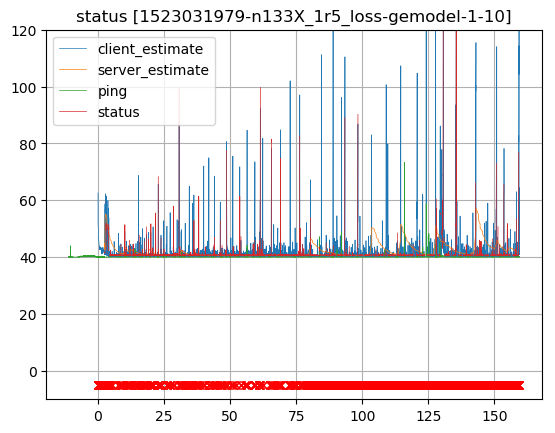 status [1523031979-n133X_1r5_loss-gemodel-1-10]
client_estimate
server_estimate
ping
status
120
100
80
60
40
20
0
0
25
50
75
100
125
150